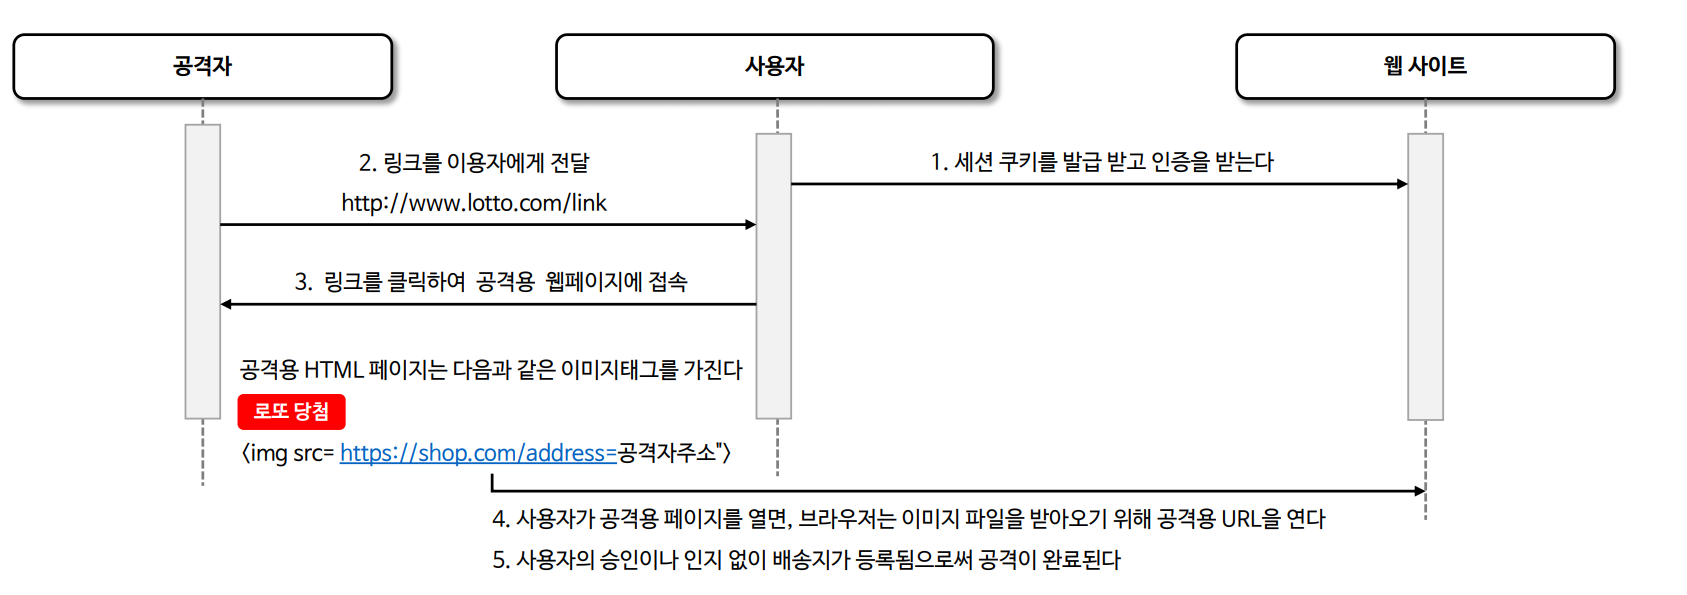 공격자
사용자
웹 사이트
1. 세션 쿠키를 발급 받고 인증을 받는다
2. 링크를 이용자에게 전달
http://www.lotto.com/link
3. 링크를 클릭하여 공격용 웹페이지에 접속
공격용 HTML 페이지는 다음과 같은 이미지태그를 가진다
로또 당첨
<img src= https://shop.com/address=공격자주소">
4. 사용자가 공격용 페이지를 열면, 브라우저는 이미지 파일을 받아오기 위해 공격용 URL을 연다
5. 사용자의 승인이나 인지 없이 배송지가 등록됨으로써 공격이 완료된다